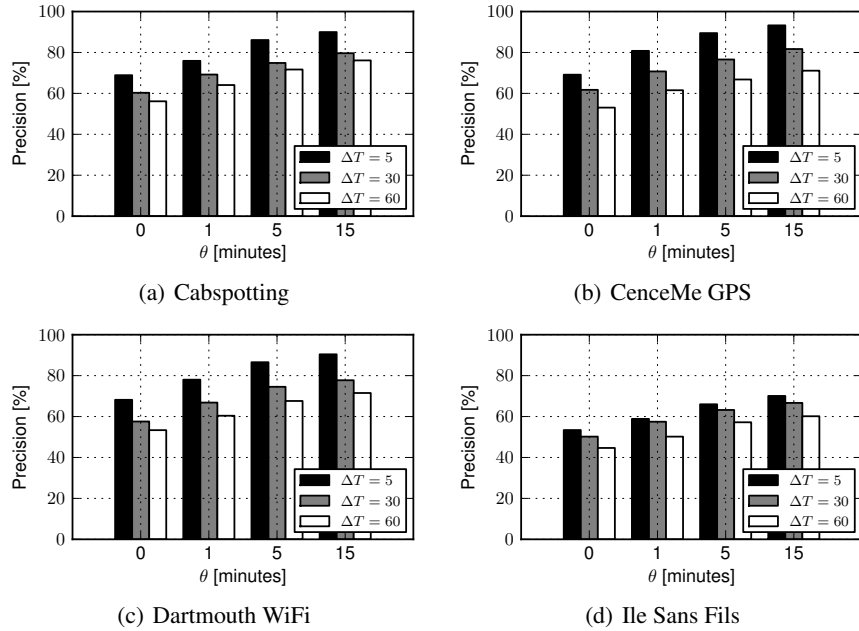 100
80
60
40
20
0
Precision [%]
ΔT = 5
ΔT = 30
ΔT = 60
0 1 5 15
θ [minutes]
(a) Cabspotting
100
80
60
40
20
0
Precision [%]
ΔT = 5
ΔT = 30
ΔT = 60
0 1 5 15
θ [minutes]
(b) CenceMe GPS
100
80
60
40
20
0
Precision [%]
ΔT = 5
ΔT = 30
ΔT = 60
0 1 5 15
θ [minutes]
(c) Dartmouth WiFi
100
80
60
40
20
0
Precision [%]
ΔT = 5
ΔT = 30
ΔT = 60
0 1 5 15
θ [minutes]
(d) Ile Sans Fils